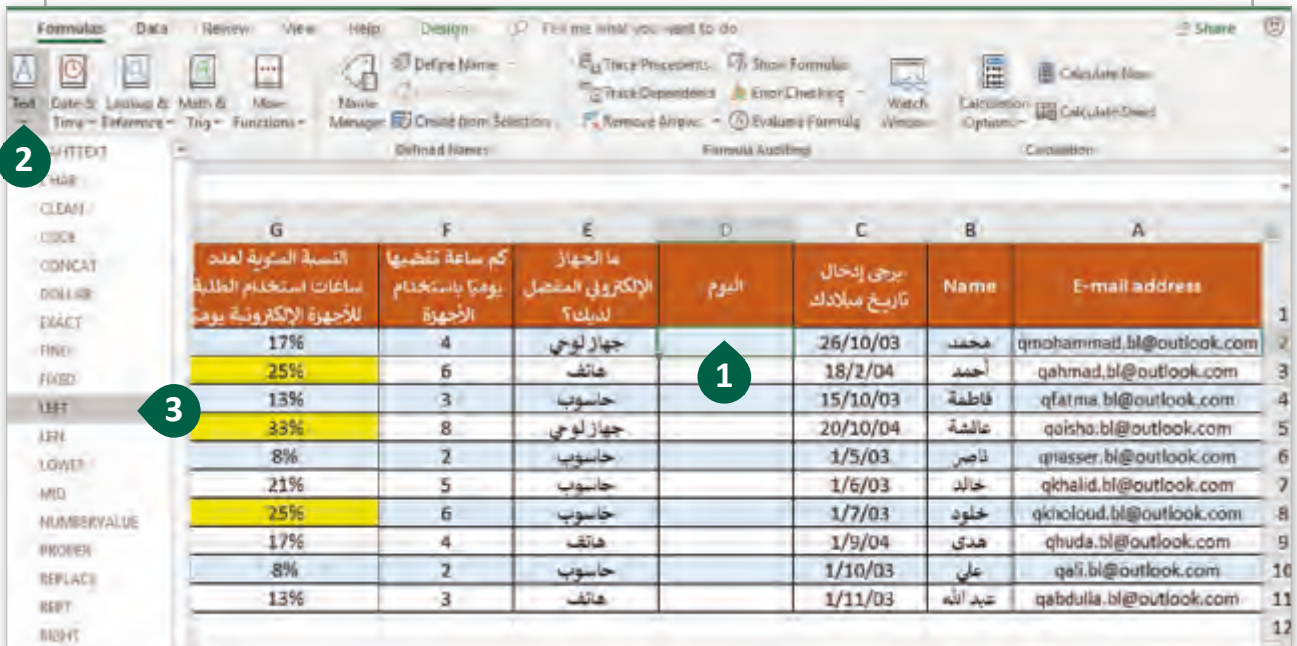 Formulas Data Review View Help Design Tell me what you want to do Share
Define Name
Trace Precedents Show Formulas
Calculate Now
Trace Dependents Error Checking
Text Date & Time Lookup & Reference Math & Trig More Functions Name Manager Create from Selection Remove Arrows Evaluate Formula Watch Window Calculation Options Calculate Sheet
Defined Names Formula Auditing Calculation
2
CHAR
CLEAN
CODE
CONCAT
DOLLAR
EXACT
FIND
FIXED
LEFT
3
LEN
LOWER
MID
NUMBERVALUE
PROPER
REPLACE
REPT
RIGHT
A B C D E F G
1 E-mail address Name يرجى إدخال تاريخ ميلادك اليوم ما الجهاز الإلكتروني المفضل لديك؟ كم ساعة تقضيها يوميًا باستخدام الأجهزة النسبة المئوية لعدد ساعات استخدام الطلبة للأجهزة الإلكترونية يوميًا
2 qmohammad.bl@outlook.com محمد 26/10/03 جهاز لوحي 4 17%
3 qahmad.bl@outlook.com أحمد 18/2/04 1 هاتف 6 25%
4 qfatma.bl@outlook.com فاطمة 15/10/03 حاسوب 3 13%
5 qaisha.bl@outlook.com عائشة 20/10/04 جهاز لوحي 8 33%
6 qnasser.bl@outlook.com ناصر 1/5/03 حاسوب 2 8%
7 qkhalid.bl@outlook.com خالد 1/6/03 حاسوب 5 21%
8 qkholoud.bl@outlook.com خلود 1/7/03 حاسوب 6 25%
9 qhuda.bl@outlook.com هدى 1/9/04 هاتف 4 17%
10 qali.bl@outlook.com علي 1/10/03 حاسوب 2 8%
11 qabdulla.bl@outlook.com عبد الله 1/11/03 هاتف 3 13%
12